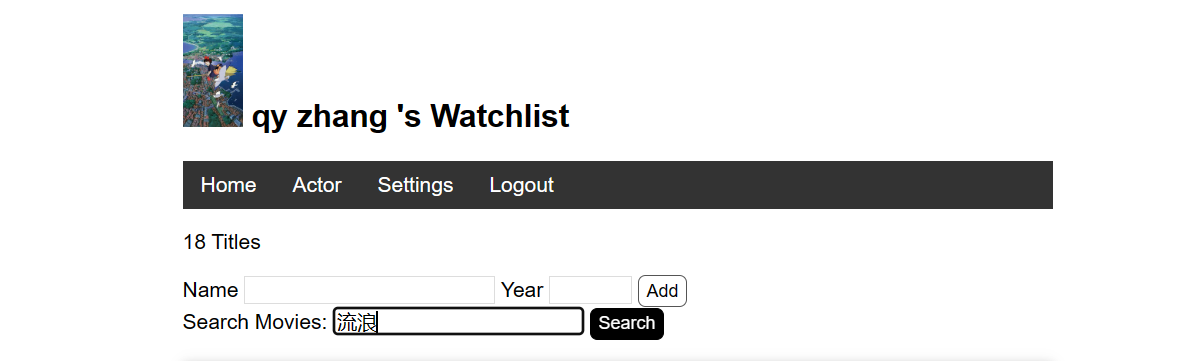 qy zhang 's Watchlist
Home Actor Settings Logout
18 Titles
Name Year Add
Search Movies: 流浪 Search